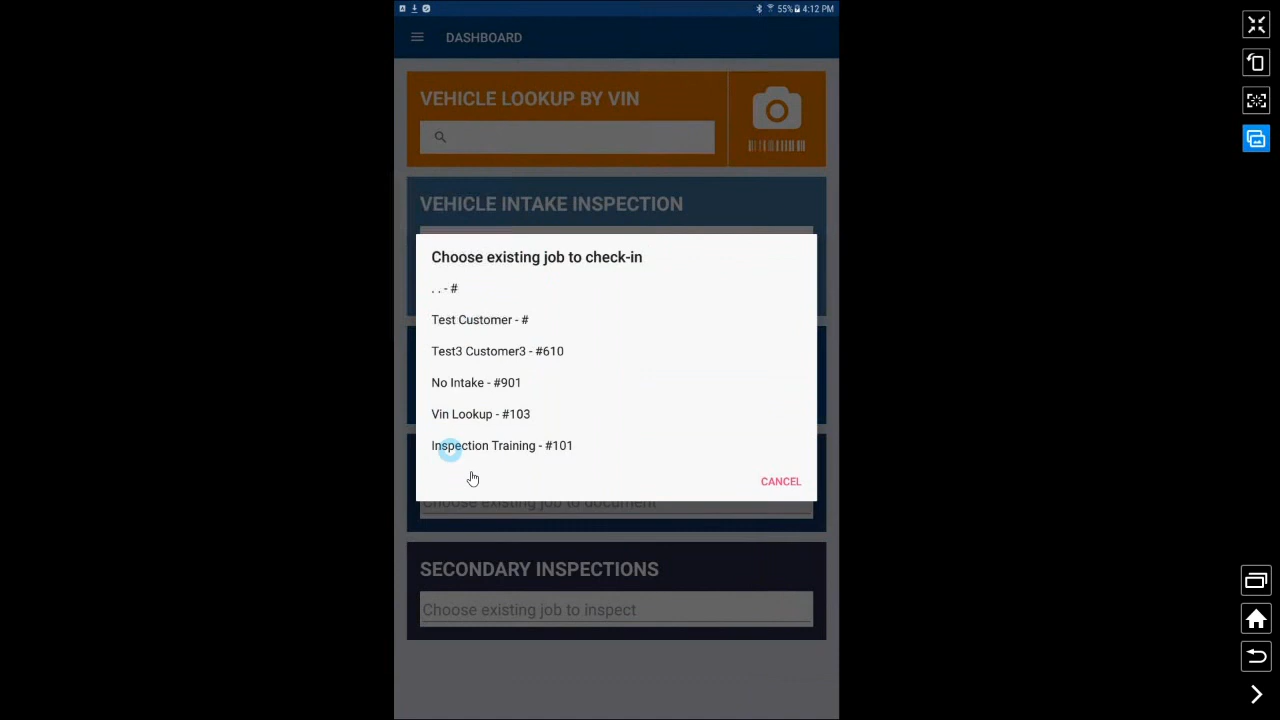 55% 4:12 PM
DASHBOARD
VEHICLE LOOKUP BY VIN
VEHICLE INTAKE INSPECTION
Choose existing job to check-in
. . - #
Test Customer - #
Test3 Customer3 - #610
No Intake - #901
Vin Lookup - #103
Inspection Training - #101
CANCEL
Choose existing job to document
SECONDARY INSPECTIONS
Choose existing job to inspect